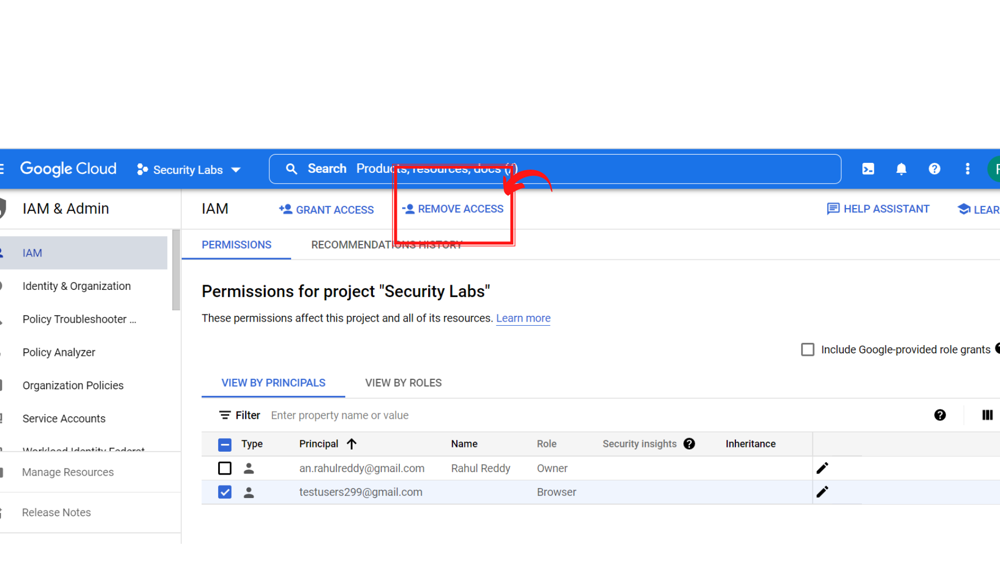 Google Cloud Security Labs Search Products, resources, docs (/)
IAM & Admin
IAM GRANT ACCESS REMOVE ACCESS HELP ASSISTANT LEAR
PERMISSIONS RECOMMENDATIONS HISTORY
IAM
Identity & Organization
Policy Troubleshooter ...
Policy Analyzer
Organization Policies
Service Accounts
Workload Identity Federat
Manage Resources
Release Notes
Permissions for project "Security Labs"
These permissions affect this project and all of its resources. Learn more
Include Google-provided role grants
VIEW BY PRINCIPALS VIEW BY ROLES
Filter Enter property name or value
Type Principal Name Role Security insights Inheritance
an.rahulreddy@gmail.com Rahul Reddy Owner
testusers299@gmail.com Browser